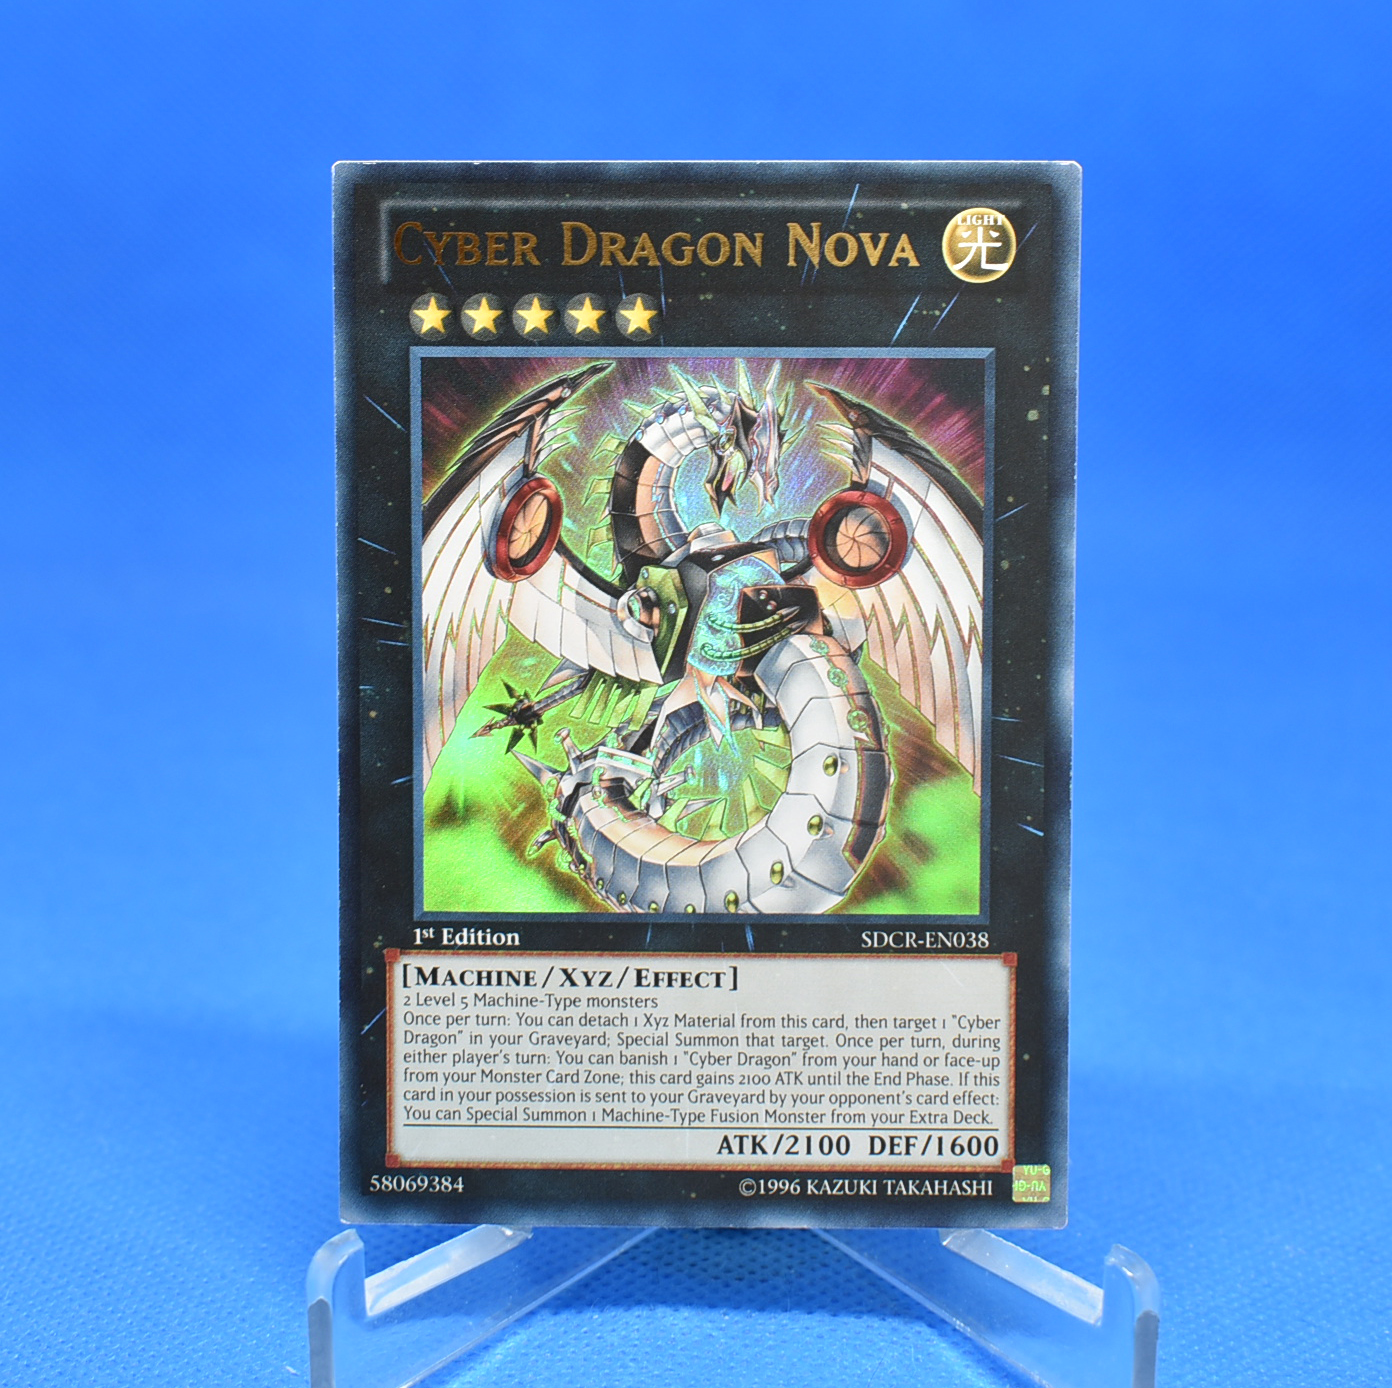 CYBER DRAGON NOVA
LIGHT
光
1st Edition
SDCR-EN038
[MACHINE/XYZ/EFFECT]
2 Level 5 Machine-Type monsters
Once per turn: You can detach 1 Xyz Material from this card, then target 1 "Cyber
Dragon" in your Graveyard; Special Summon that target. Once per turn, during
either player's turn: You can banish 1 "Cyber Dragon" from your hand or face-up
from your Monster Card Zone; this card gains 2100 ATK until the End Phase. If this
card in your possession is sent to your Graveyard by your opponent's card effect:
You can Special Summon 1 Machine-Type Fusion Monster from your Extra Deck.
ATK/2100 DEF/1600
58069384
©1996 KAZUKI TAKAHASHI